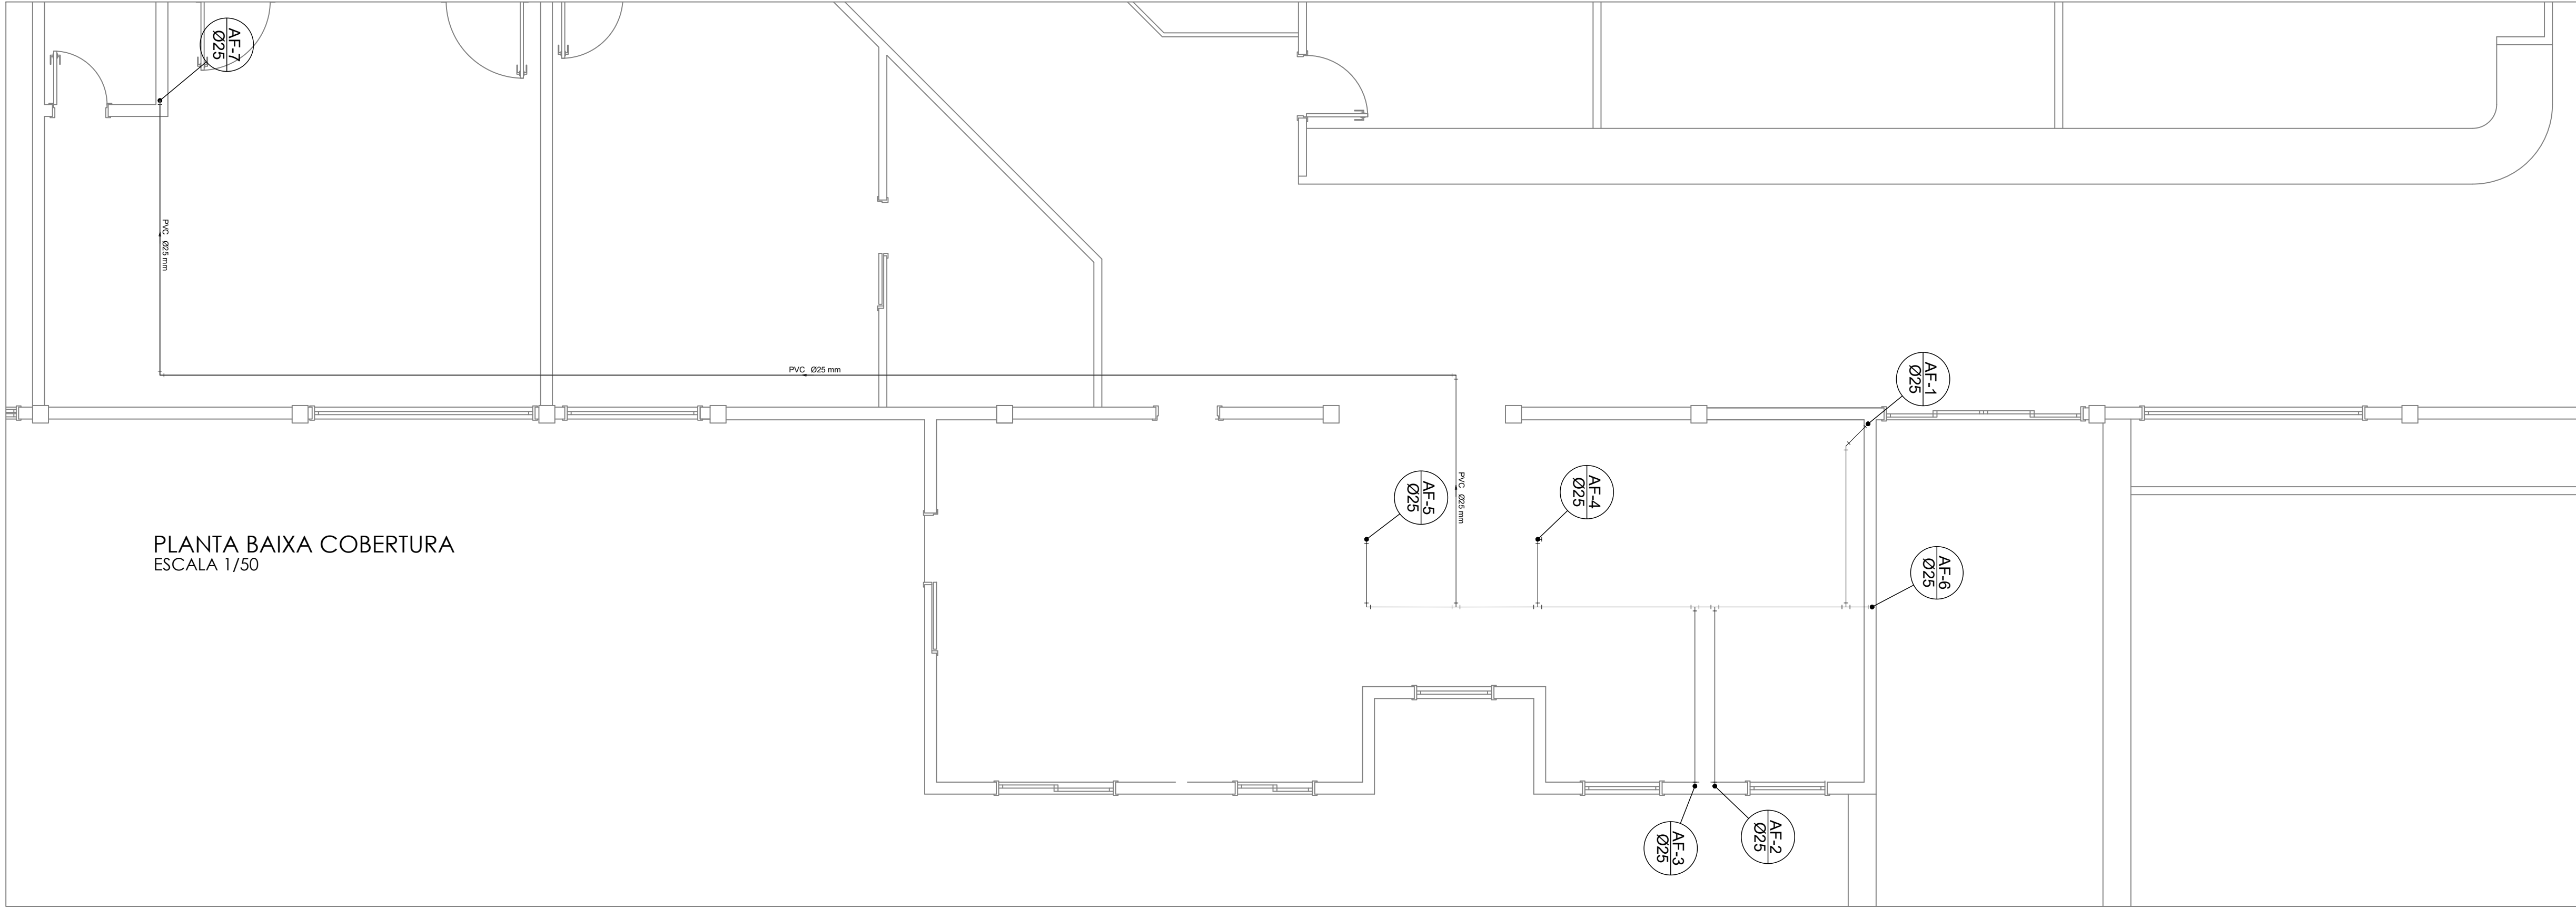 AF-7
Ø25
PVC Ø25 mm
PVC Ø25 mm
AF-1
Ø25
AF-5
Ø25
PVC Ø25 mm
AF-4
Ø25
PLANTA BAIXA COBERTURA
ESCALA 1/50
AF-6
Ø25
AF-3
Ø25
AF-2
Ø25